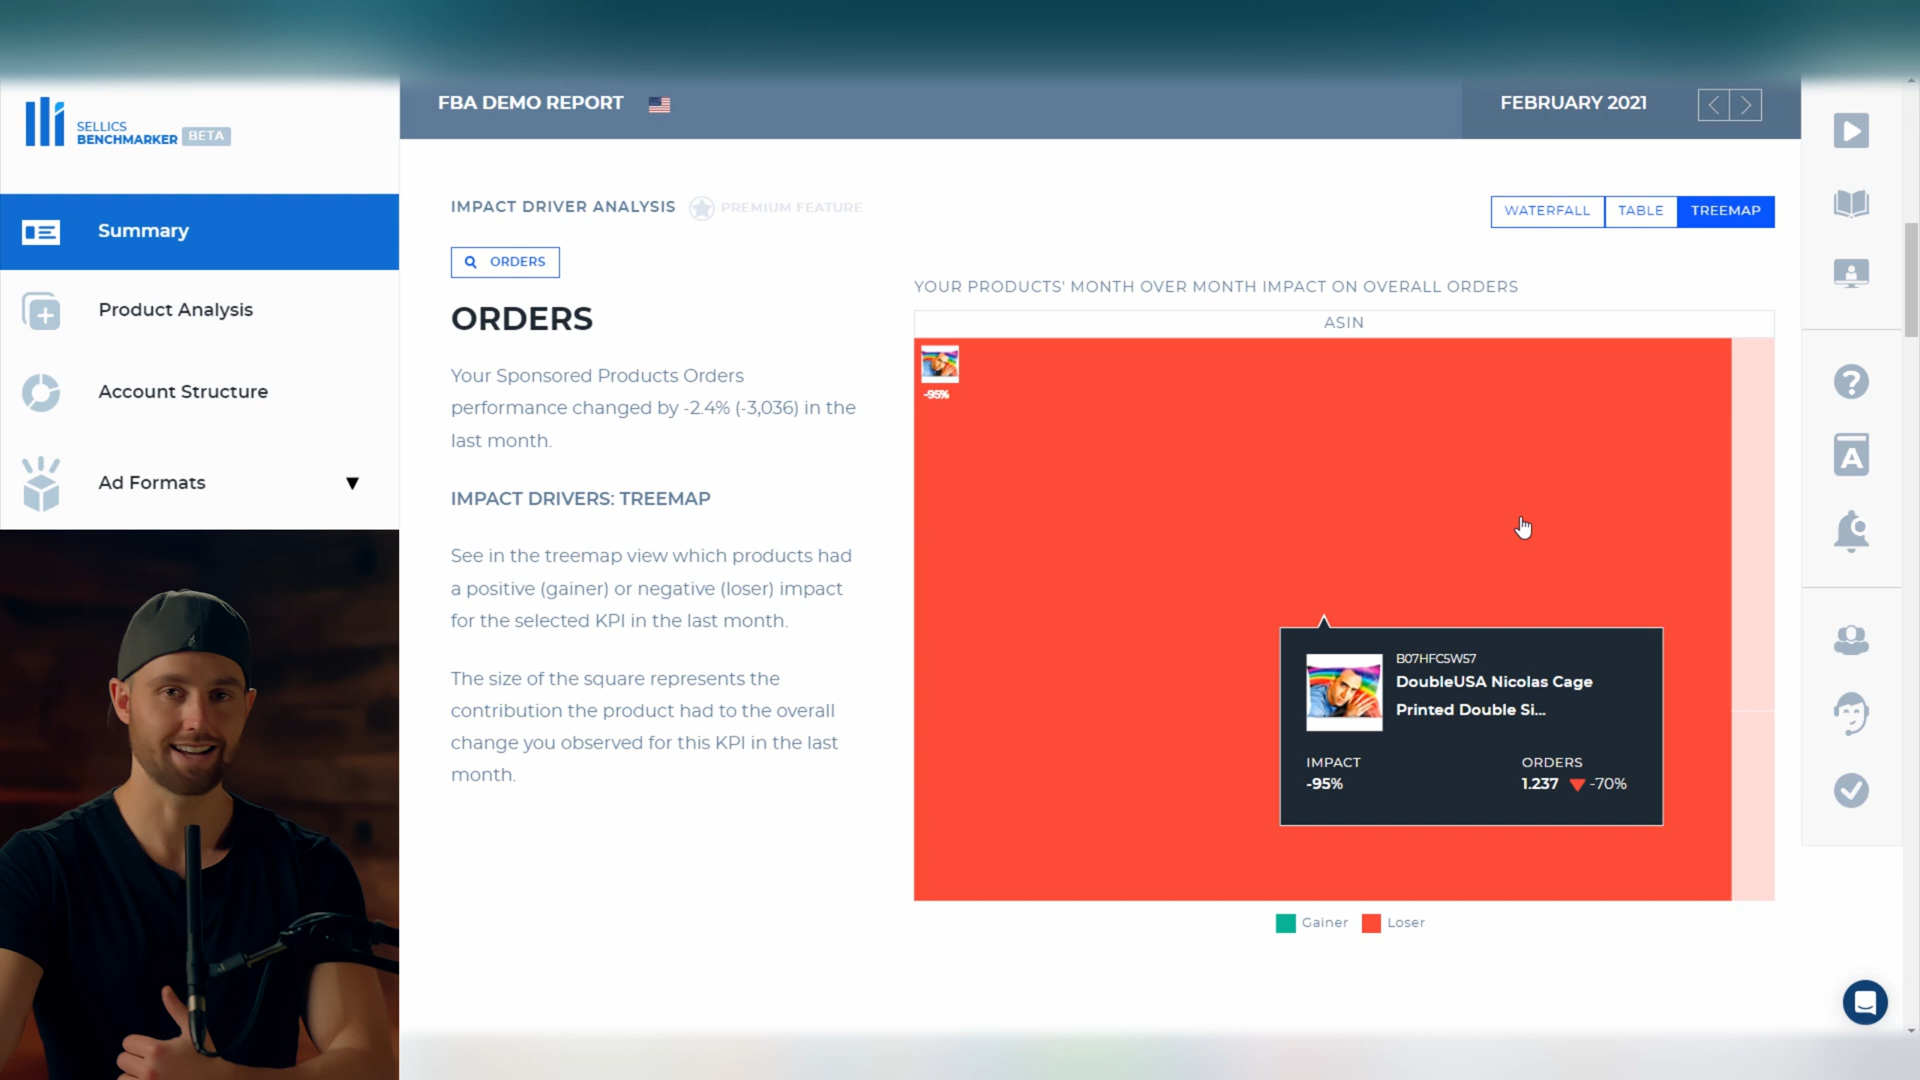 SELLICS
BENCHMARKER BETA
FBA DEMO REPORT
FEBRUARY 2021
Summary
Product Analysis
Account Structure
Ad Formats
IMPACT DRIVER ANALYSIS PREMIUM FEATURE
WATERFALL TABLE TREEMAP
ORDERS
ORDERS
Your Sponsored Products Orders
performance changed by -2.4% (-3,036) in the
last month.
IMPACT DRIVERS: TREEMAP
See in the treemap view which products had
a positive (gainer) or negative (loser) impact
for the selected KPI in the last month.
The size of the square represents the
contribution the product had to the overall
change you observed for this KPI in the last
month.
YOUR PRODUCTS' MONTH OVER MONTH IMPACT ON OVERALL ORDERS
ASIN
-95%
B07HFC5W57
DoubleUSA Nicolas Cage
Printed Double Si...
IMPACT ORDERS
-95% 1.237 -70%
Gainer Loser
A